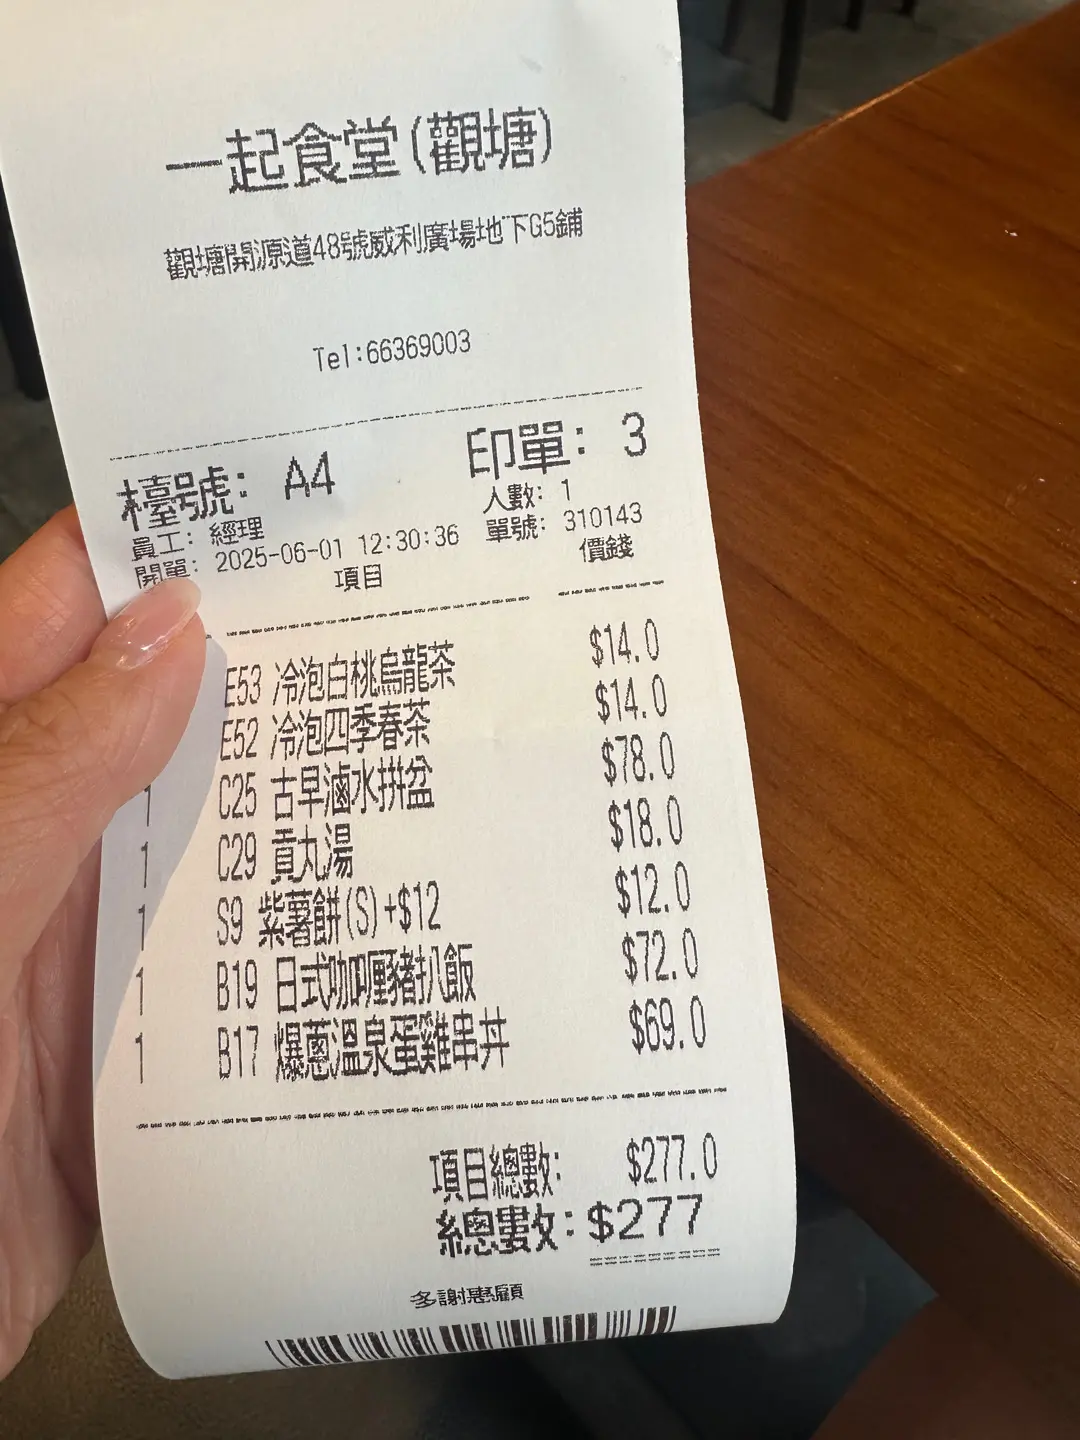 一起食堂(觀塘)
觀塘開源道48號威利廣場地下G5鋪
Tel:66369003
檯號: A4 印單: 3
員工: 經理 人數: 1
開單: 2025-06-01 12:30:36 單號: 310143
項目 價錢
E53 冷泡白桃烏龍茶 $14.0
E52 冷泡四季春茶 $14.0
1 C25 古早滷水拼盆 $78.0
1 C29 貢丸湯 $18.0
1 S9 紫薯餅(S)+$12 $12.0
1 B19 日式咖喱豬扒飯 $72.0
1 B17 爆蔥溫泉蛋雞串丼 $69.0
項目總數: $277.0
總數: $277
多謝惠顧